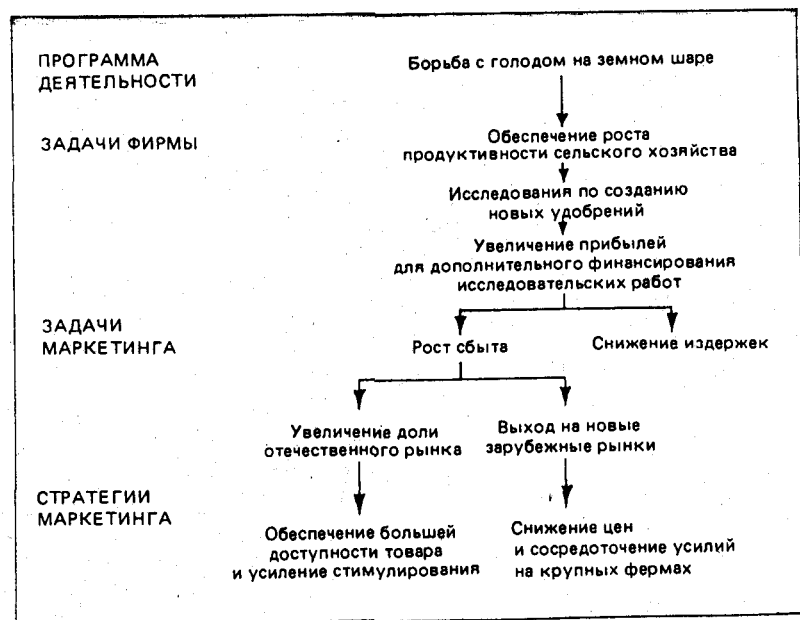 ПРОГРАММА
ДЕЯТЕЛЬНОСТИ
Борьба с голодом на земном шаре
ЗАДАЧИ ФИРМЫ
Обеспечение роста
продуктивности сельского хозяйства
Исследования по созданию
новых удобрений
Увеличение прибылей
для дополнительного финансирования
исследовательских работ
ЗАДАЧИ
МАРКЕТИНГА
Рост сбыта
Снижение издержек
Увеличение доли
отечественного рынка
Выход на новые
зарубежные рынки
СТРАТЕГИИ
МАРКЕТИНГА
Обеспечение большей
доступности товара
и усиление стимулирования
Снижение цен
и сосредоточение усилий
на крупных фермах